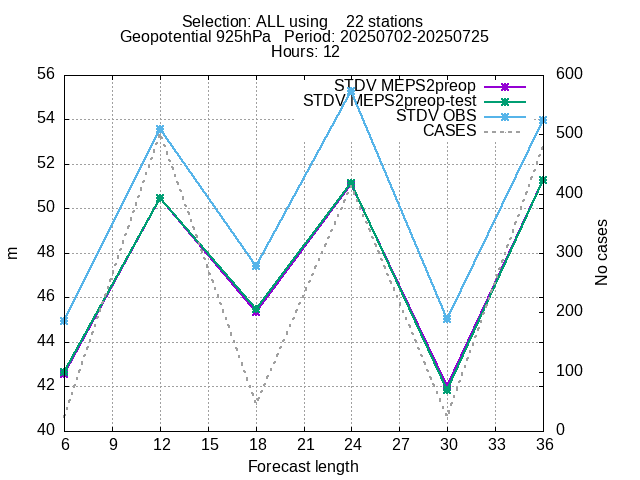 Selection: ALL using    22 stations
Geopotential 925hPa   Period: 20250702-20250725
Hours: 12
STDV MEPS2preop
STDV MEPS2preop-test
STDV OBS
CASES
56
54
52
50
48
46
44
42
40
m
600
500
400
300
200
100
0
No cases
6 9 12 15 18 21 24 27 30 33 36
Forecast length